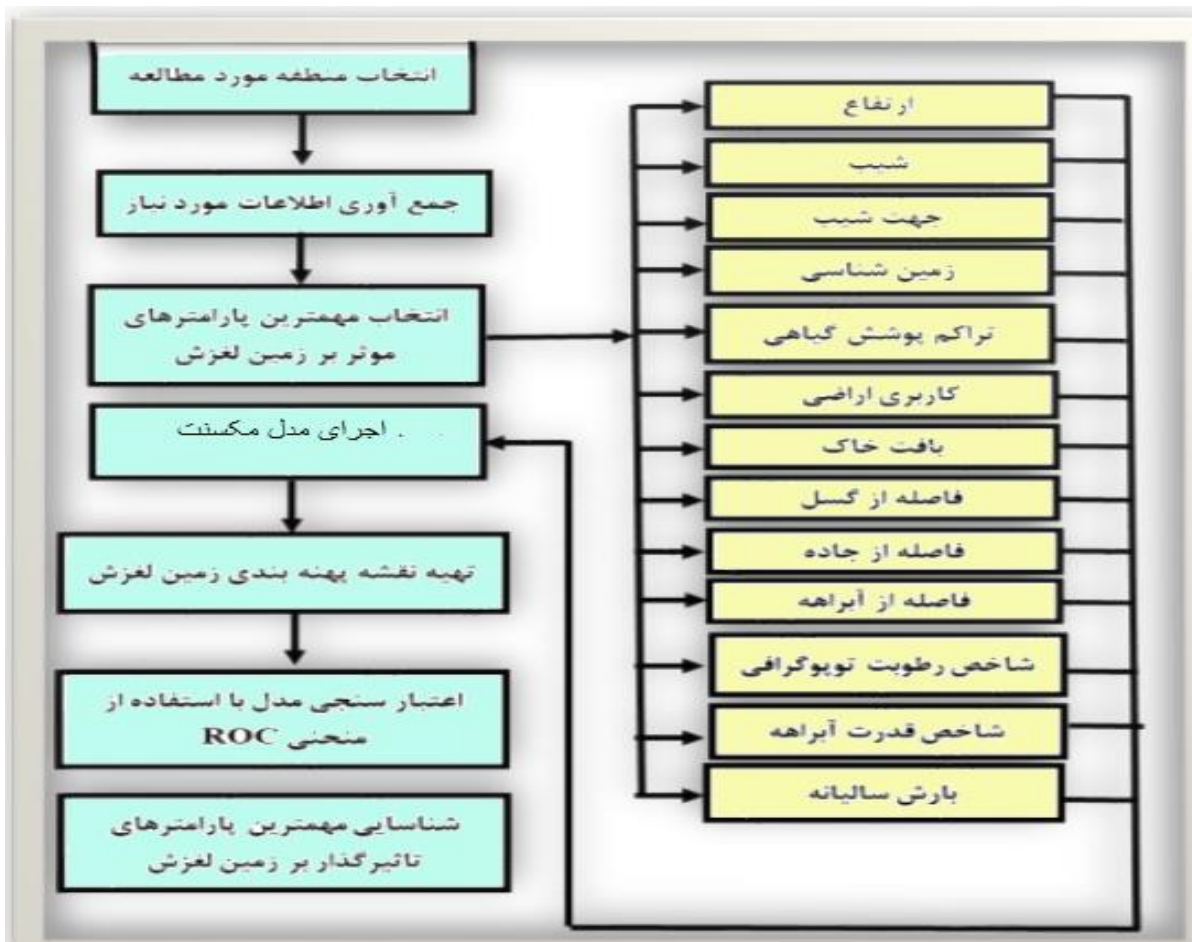 انتخاب منطقه مورد مطالعه
جمع آوری اطلاعات مورد نیاز
انتخاب مهمترین پارامترهای
موثر بر زمین لغزش
. اجرای مدل مکسنت
تهیه نقشه پهنه بندی زمین لغزش
اعتبار سنجی مدل با استفاده از
منحنی ROC
شناسایی مهمترین پارامترهای
تاثیرگذار بر زمین لغزش
ارتفاع
شیب
جهت شیب
زمین شناسی
تراکم پوشش گیاهی
کاربری اراضی
بافت خاک
فاصله از گسل
فاصله از جاده
فاصله از آبراهه
شاخص رطوبت توپوگرافی
شاخص قدرت آبراهه
بارش سالیانه